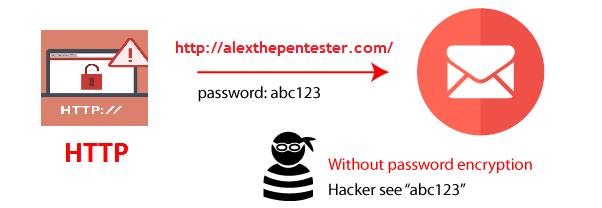 http://alexthepentester.com/
HTTP://
password: abc123
HTTP
Without password encryption
Hacker see “abc123”